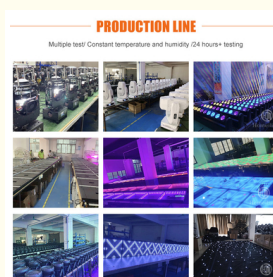 PRODUCTION LINE
Multiple test/ Constant temperature and humidity /24 hours+ testing